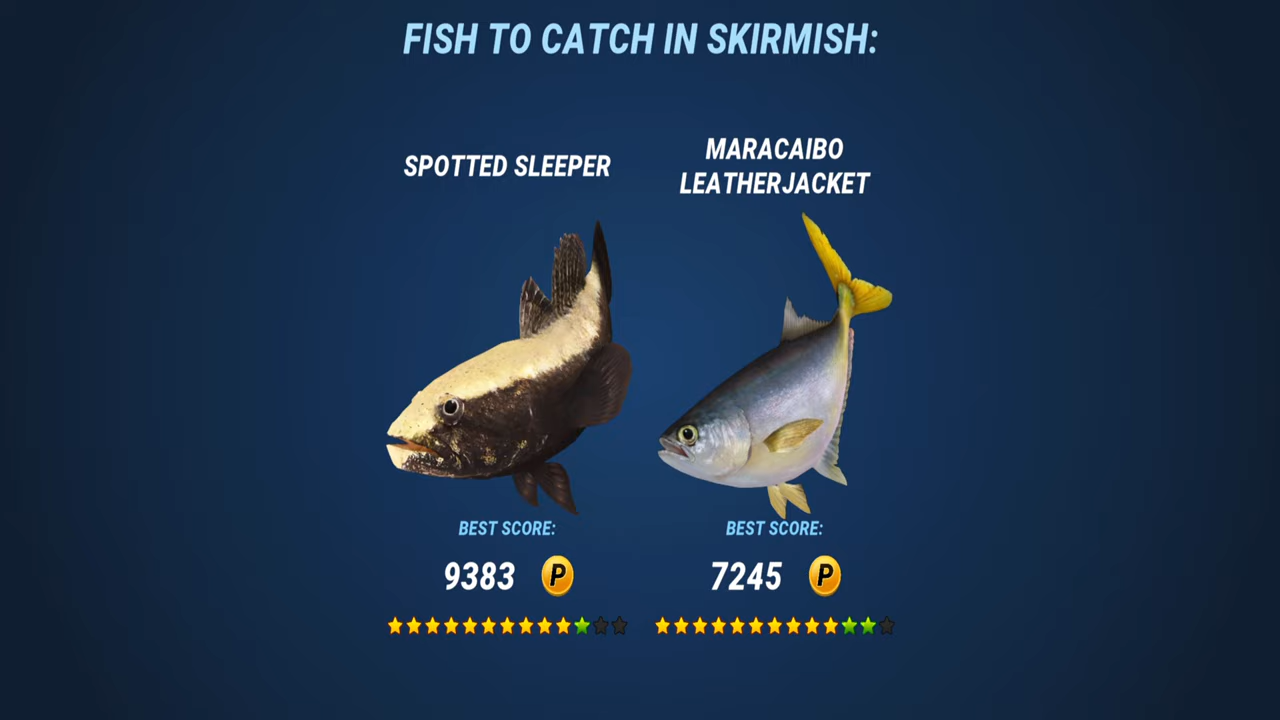 FISH TO CATCH IN SKIRMISH:
SPOTTED SLEEPER
MARACAIBO
LEATHERJACKET
BEST SCORE:
9383 P
BEST SCORE:
7245 P